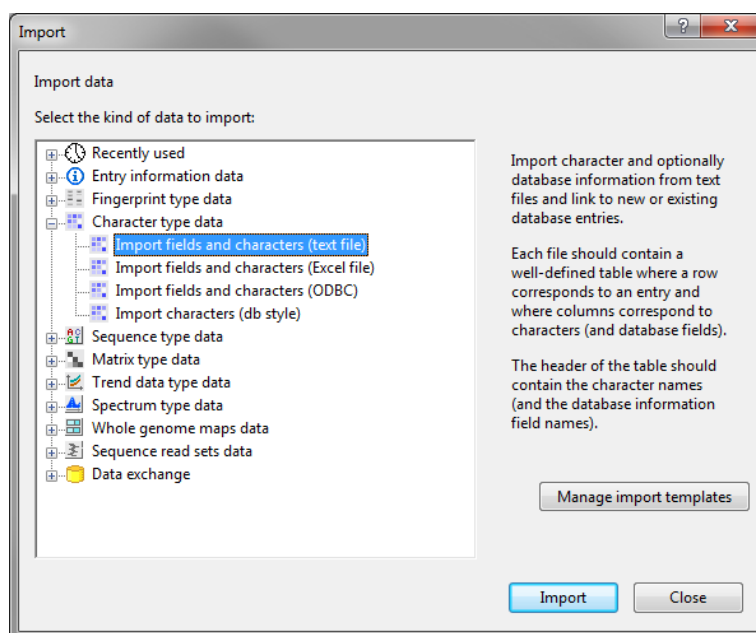 Import
Import data
Select the kind of data to import:
Recently used
Entry information data
Fingerprint type data
Character type data
Import fields and characters (text file)
Import fields and characters (Excel file)
Import fields and characters (ODBC)
Import characters (db style)
Sequence type data
Matrix type data
Trend data type data
Spectrum type data
Whole genome maps data
Sequence read sets data
Data exchange
Import character and optionally
database information from text
files and link to new or existing
database entries.
Each file should contain a
well-defined table where a row
corresponds to an entry and
where columns correspond to
characters (and database fields).
The header of the table should
contain the character names
(and the database information
field names).
Manage import templates
Import
Close